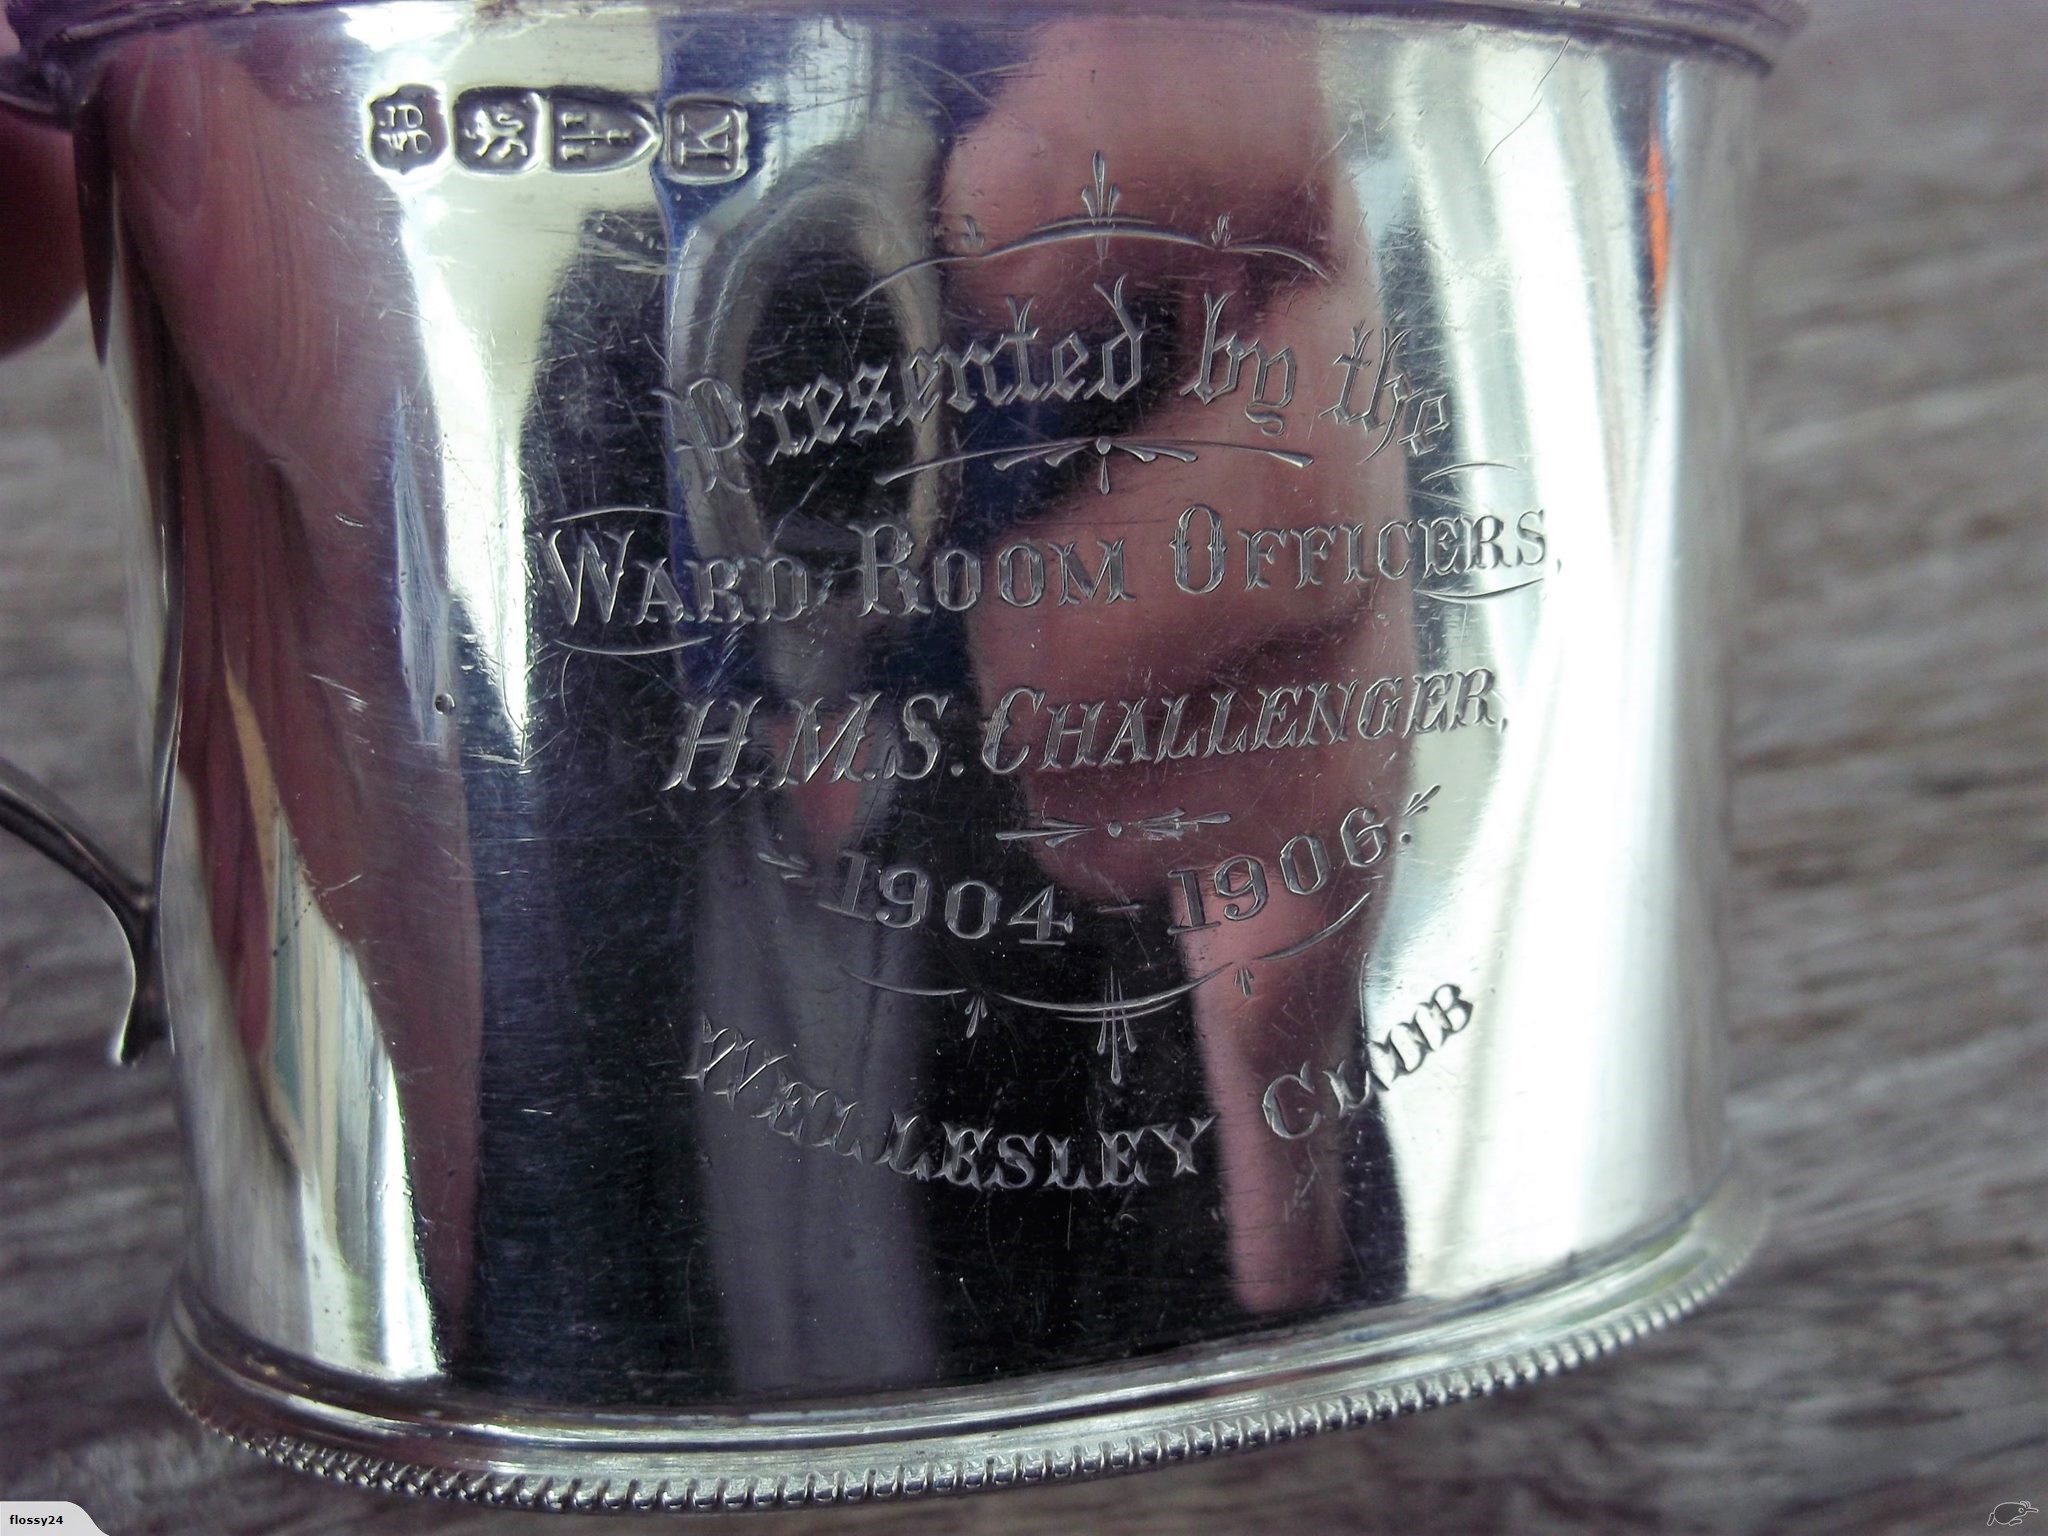 K
Presented by the
WARD ROOM OFFICERS,
H.M.S. CHALLENGER,
1904 – 1906.
WELLESLEY CLUB
flossy24